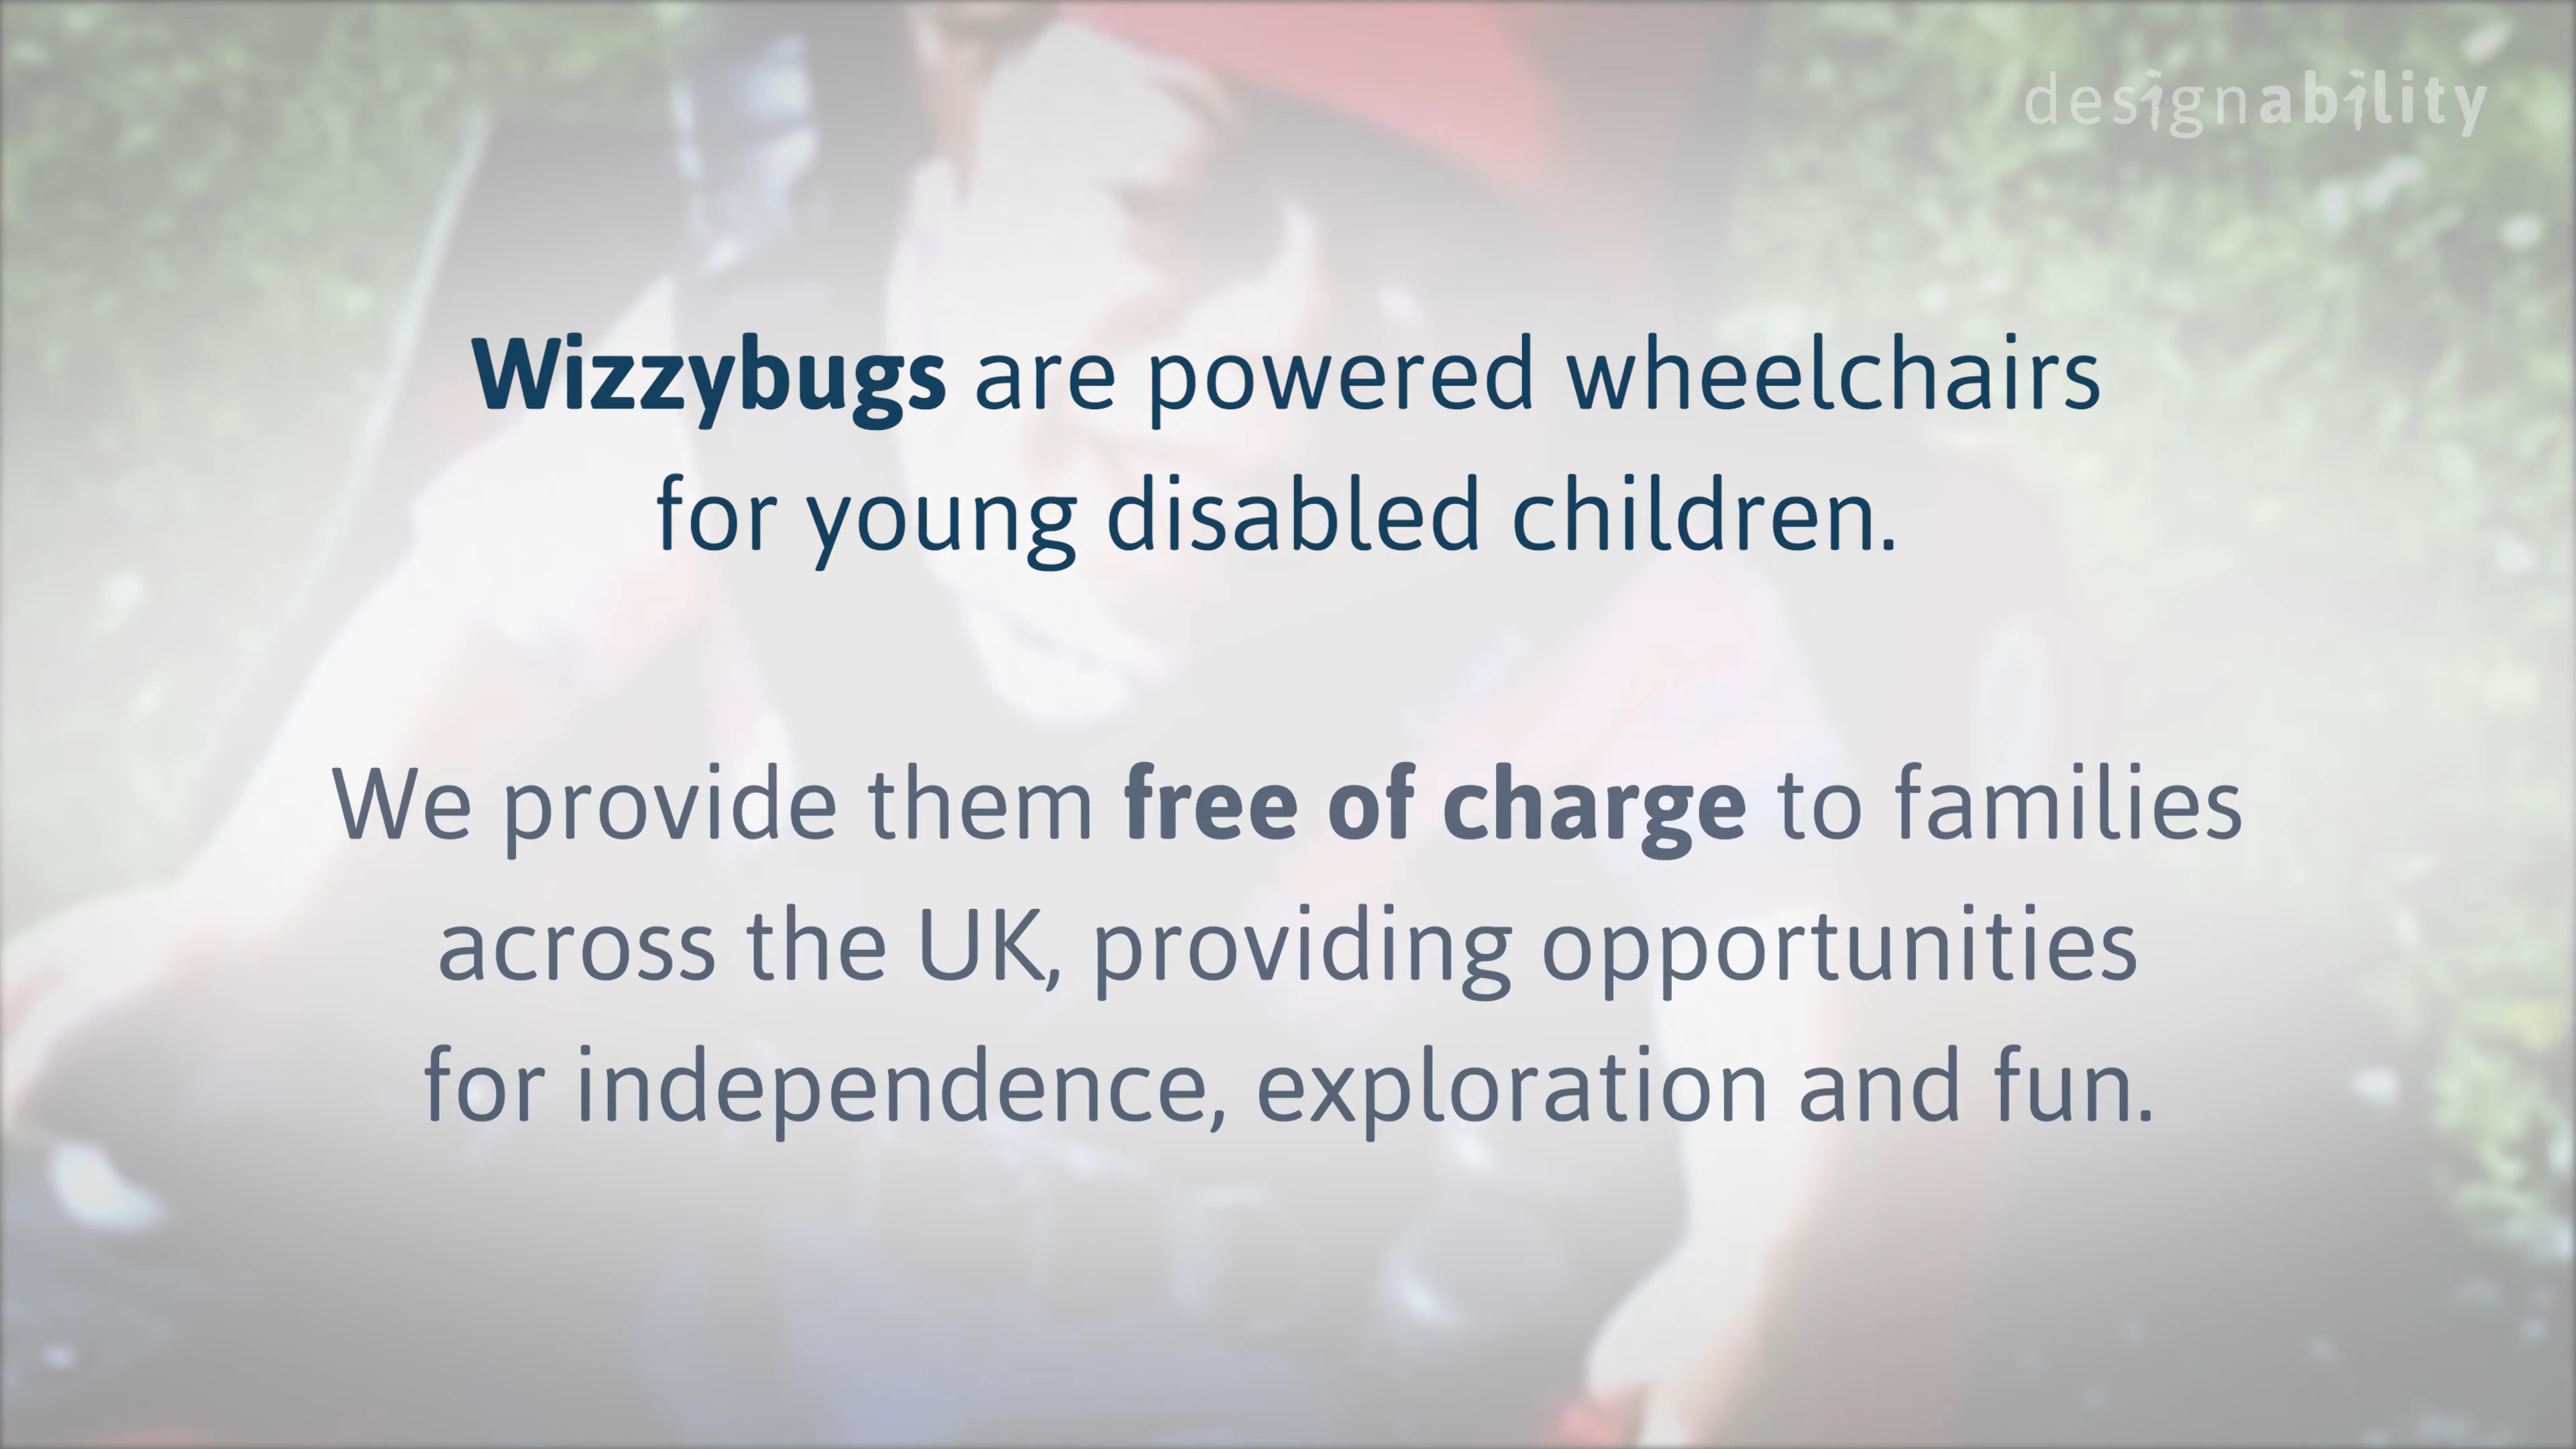 designability
Wizzybugs are powered wheelchairs
for young disabled children.
We provide them free of charge to families
across the UK, providing opportunities
for independence, exploration and fun.